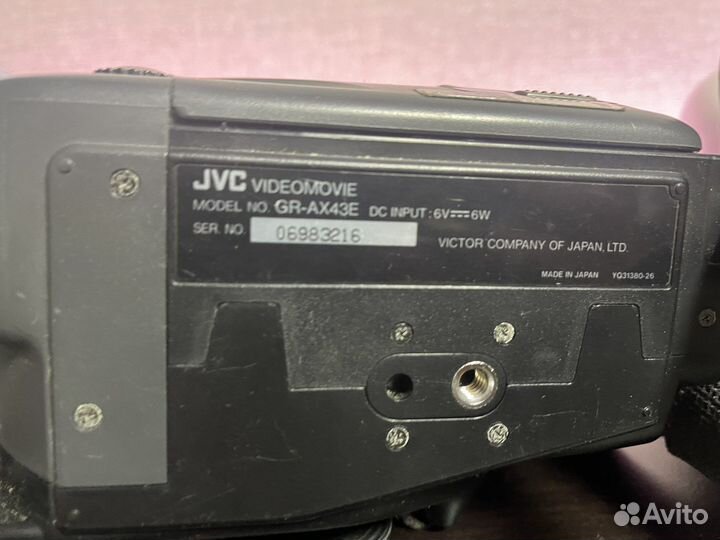 JVC VIDEOMOVIE
MODEL NO. GR-AX43E DC INPUT : 6V⎓6W
SER. NO. 06983216
VICTOR COMPANY OF JAPAN, LTD.
MADE IN JAPAN YQ31380-26
Avito